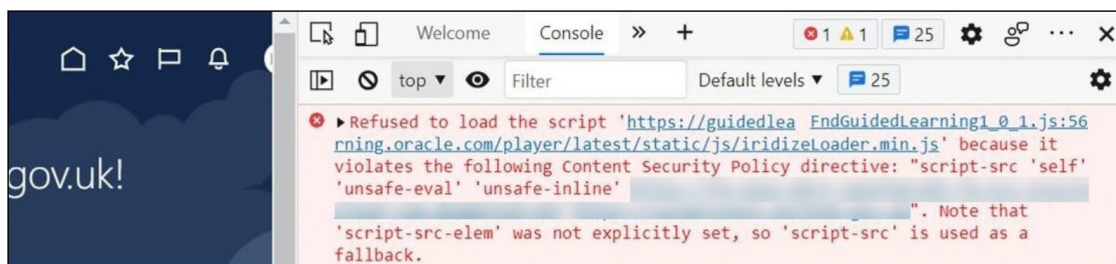 Welcome Console » +
1 1 25
top ▼ Filter Default levels ▼ 25
gov.uk!
▶Refused to load the script 'https://guidedlea FndGuidedLearning1_0_1.js:56
rning.oracle.com/player/latest/static/js/iridizeLoader.min.js' because it
violates the following Content Security Policy directive: "script-src 'self'
'unsafe-eval' 'unsafe-inline'
". Note that
'script-src-elem' was not explicitly set, so 'script-src' is used as a
fallback.